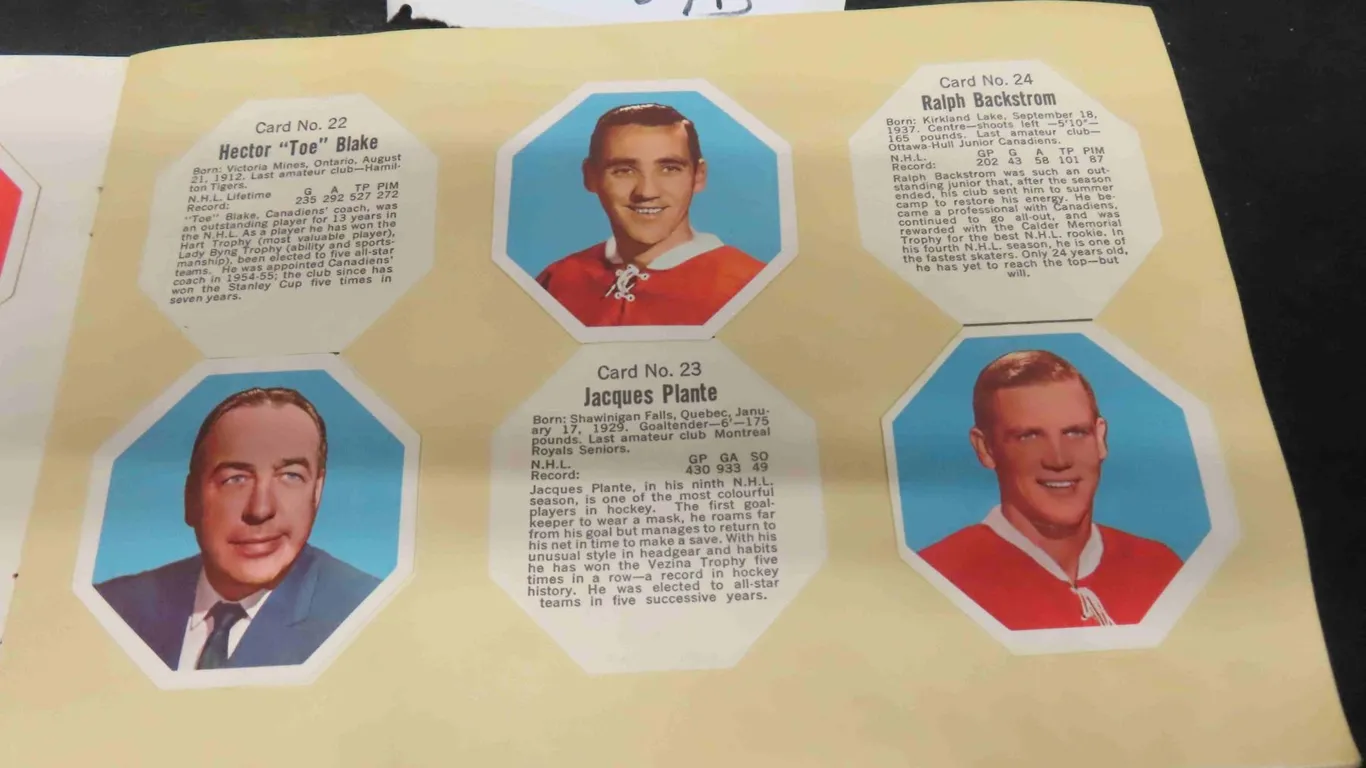 Card No. 22
Hector “Toe” Blake
Born: Victoria Mines, Ontario, August
21, 1912. Last amateur club—Hamil-
ton Tigers.
N.H.L. Lifetime G A TP PIM
Record: 235 292 527 272
“Toe” Blake, Canadiens' coach, was
an outstanding player for 13 years in
the N.H.L. As a player he has won the
Hart Trophy (most valuable player),
Lady Byng Trophy (ability and sports-
manship), been elected to five all-star
teams. He was appointed Canadiens'
coach in 1954-55; the club since has
won the Stanley Cup five times in
seven years.
Card No. 23
Jacques Plante
Born: Shawinigan Falls, Quebec, Janu-
ary 17, 1929. Goaltender—6'—175
pounds. Last amateur club Montreal
Royals Seniors.
N.H.L. GP GA SO
Record: 430 933 49
Jacques Plante, in his ninth N.H.L.
season, is one of the most colourful
players in hockey. The first goal-
keeper to wear a mask, he roams far
from his goal but manages to return to
his net in time to make a save. With his
unusual style in headgear and habits
he has won the Vezina Trophy five
times in a row—a record in hockey
history. He was elected to all-star
teams in five successive years.
Card No. 24
Ralph Backstrom
Born: Kirkland Lake, September 18,
1937. Centre—shoots left —5'10"—
165 pounds. Last amateur club—
Ottawa-Hull Junior Canadiens.
N.H.L. GP G A TP PIM
Record: 202 43 58 101 87
Ralph Backstrom was such an out-
standing junior that, after the season
ended, his club sent him to summer
camp to restore his energy. He be-
came a professional with Canadiens,
continued to go all-out, and was
rewarded with the Calder Memorial
Trophy for the best N.H.L. rookie. In
his fourth N.H.L. season, he is one of
the fastest skaters. Only 24 years old,
he has yet to reach the top—but
will.